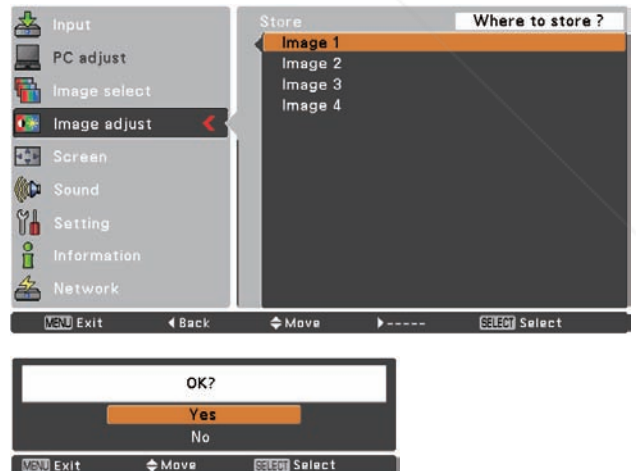 Input
PC adjust
Image select
Image adjust
Screen
Sound
Setting
Information
Network
Store
Where to store ?
Image 1
Image 2
Image 3
Image 4
MENU Exit ◀ Back Move ▶ ----- SELECT Select
OK?
Yes
No
MENU Exit Move SELECT Select